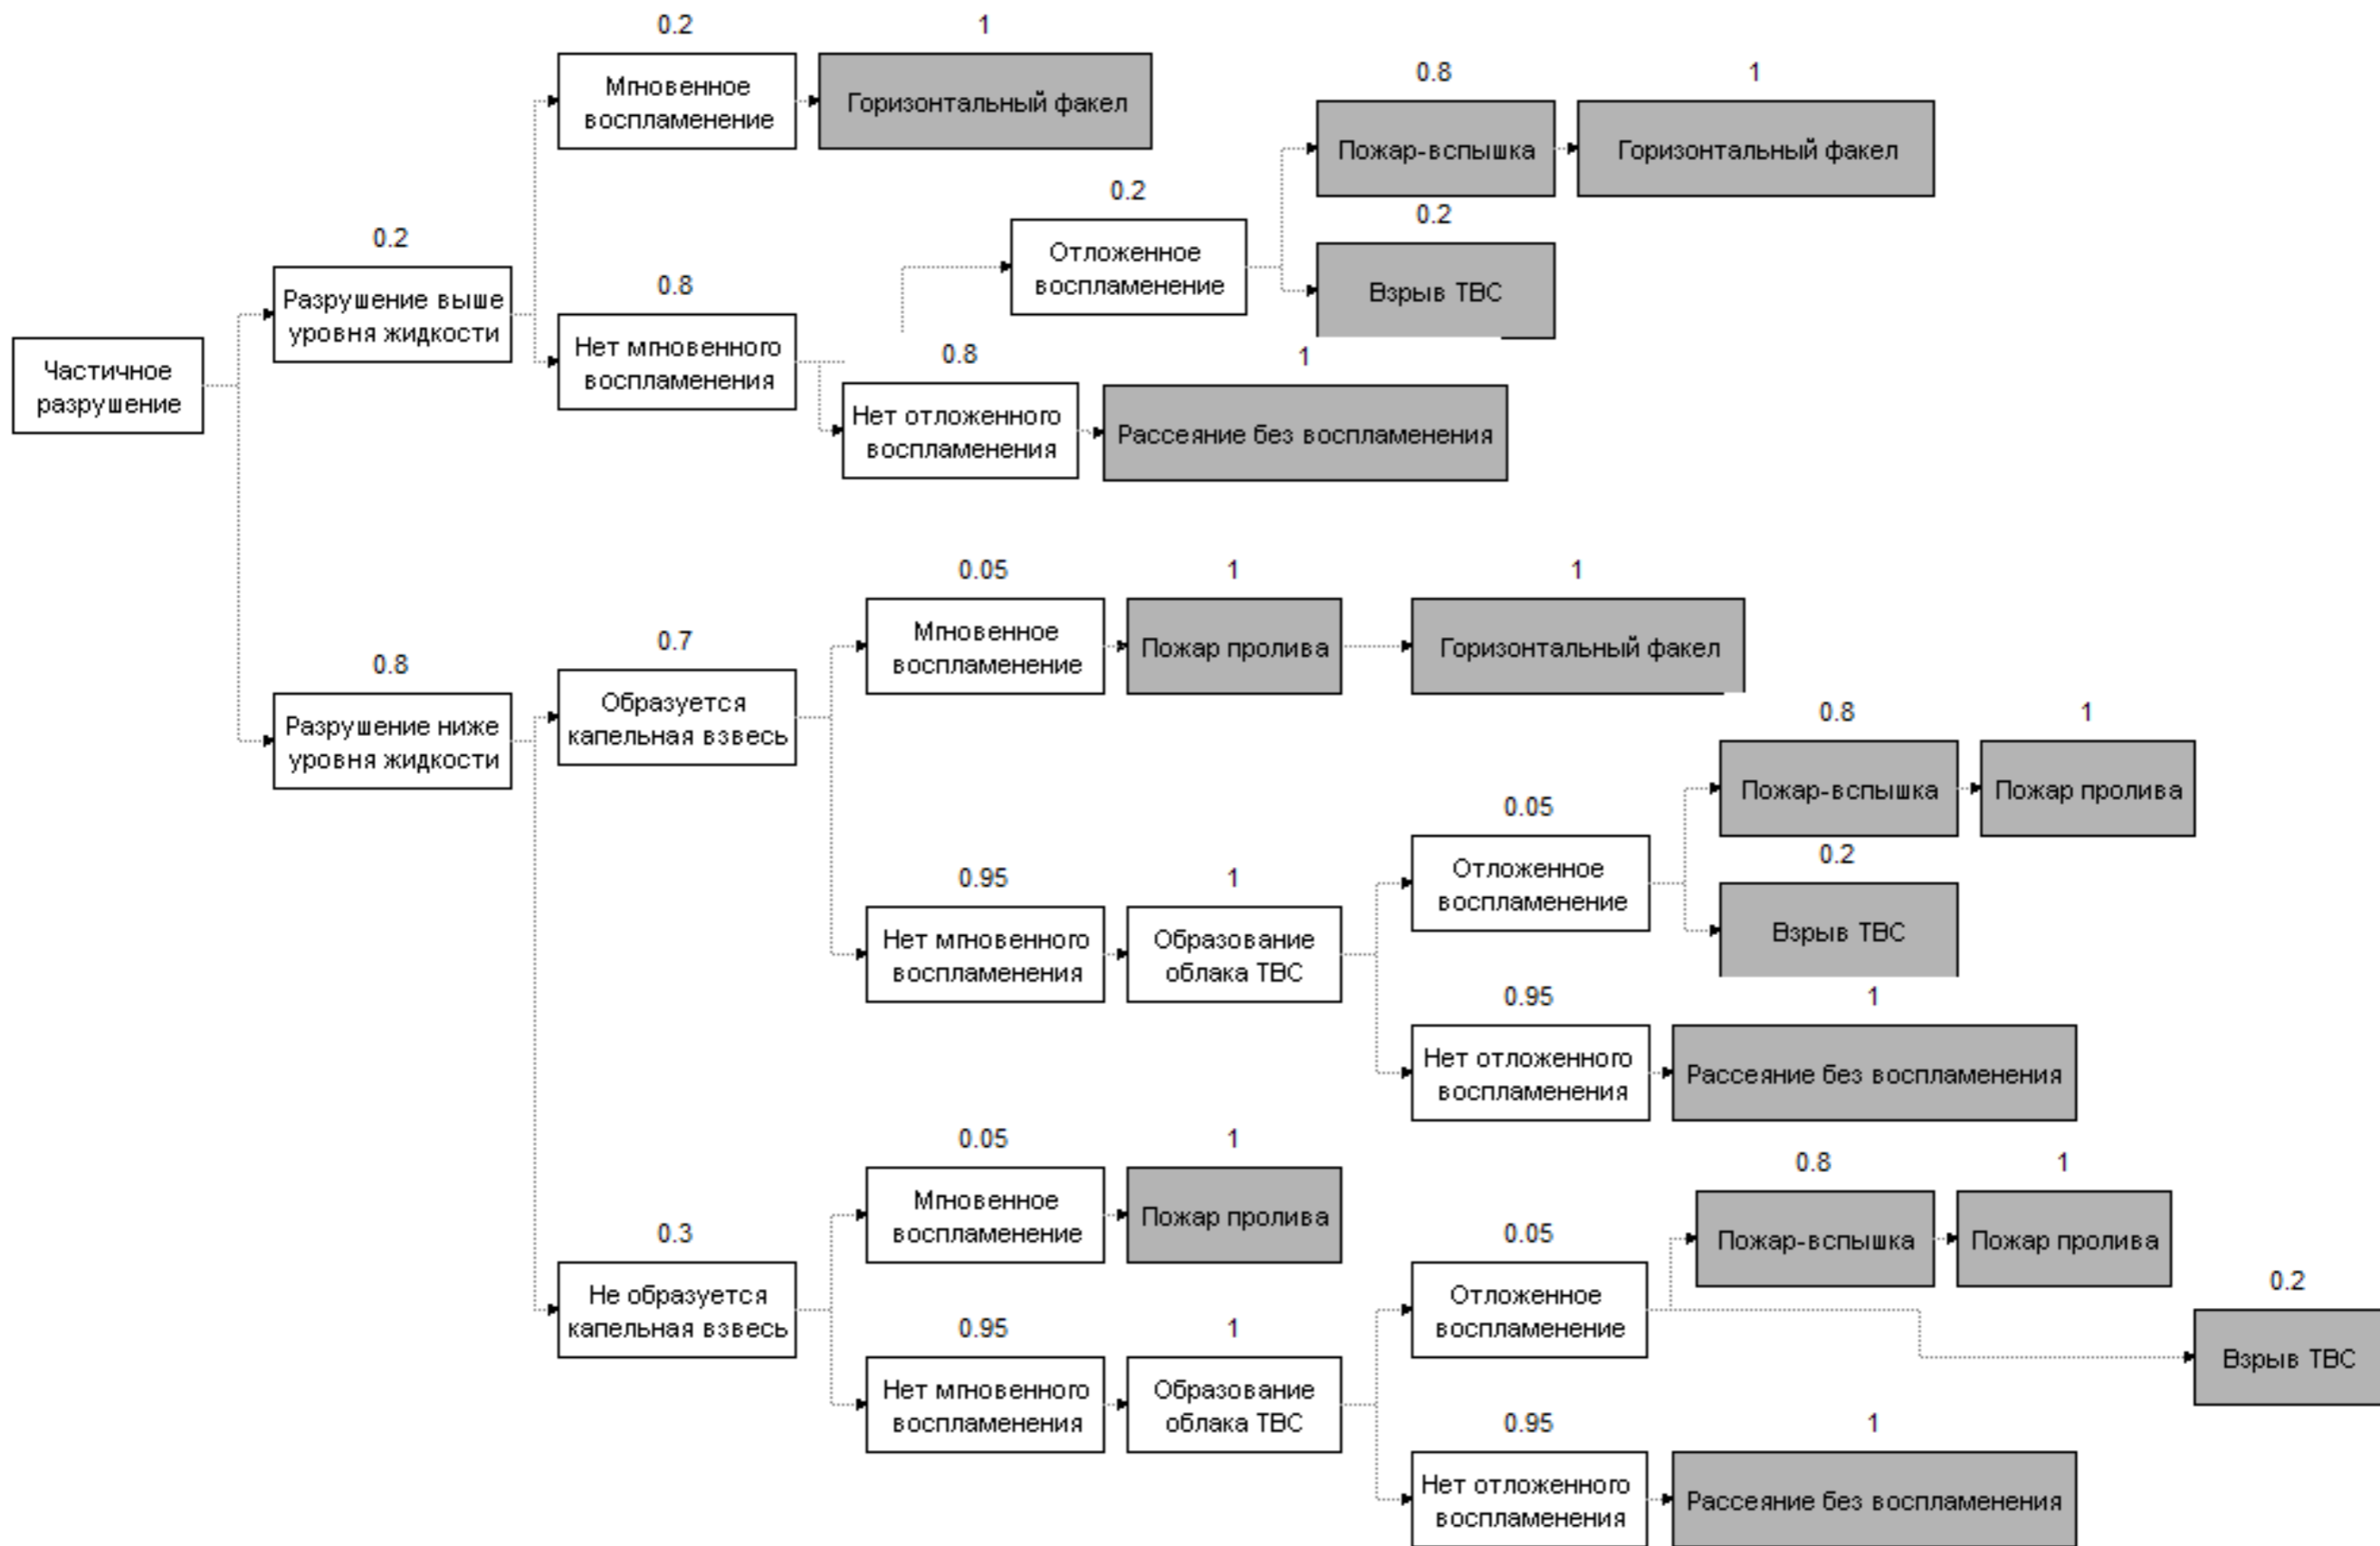 0.2
1
Мгновенное
воспламенение
Горизонтальный факел
0.8
1
Пожар-вспышка
Горизонтальный факел
0.2
Отложенное
воспламенение
0.2
Взрыв ТВС
0.2
Разрушение выше
уровня жидкости
0.8
Нет мгновенного
воспламенения
Частичное
разрушение
0.8
1
Нет отложенного
воспламенения
Рассеяние без воспламенения
0.05
1
1
Мгновенное
воспламенение
Пожар пролива
Горизонтальный факел
0.7
Образуется
капельная взвесь
0.8
Разрушение ниже
уровня жидкости
0.8
1
Пожар-вспышка
Пожар пролива
0.05
Отложенное
воспламенение
0.2
Взрыв ТВС
0.95
1
Нет мгновенного
воспламенения
Образование
облака ТВС
0.95
1
Нет отложенного
воспламенения
Рассеяние без воспламенения
0.05
1
Мгновенное
воспламенение
Пожар пролива
0.8
1
Пожар-вспышка
Пожар пролива
0.3
Не образуется
капельная взвесь
0.05
Отложенное
воспламенение
0.2
Взрыв ТВС
0.95
1
Нет мгновенного
воспламенения
Образование
облака ТВС
0.95
1
Нет отложенного
воспламенения
Рассеяние без воспламенения